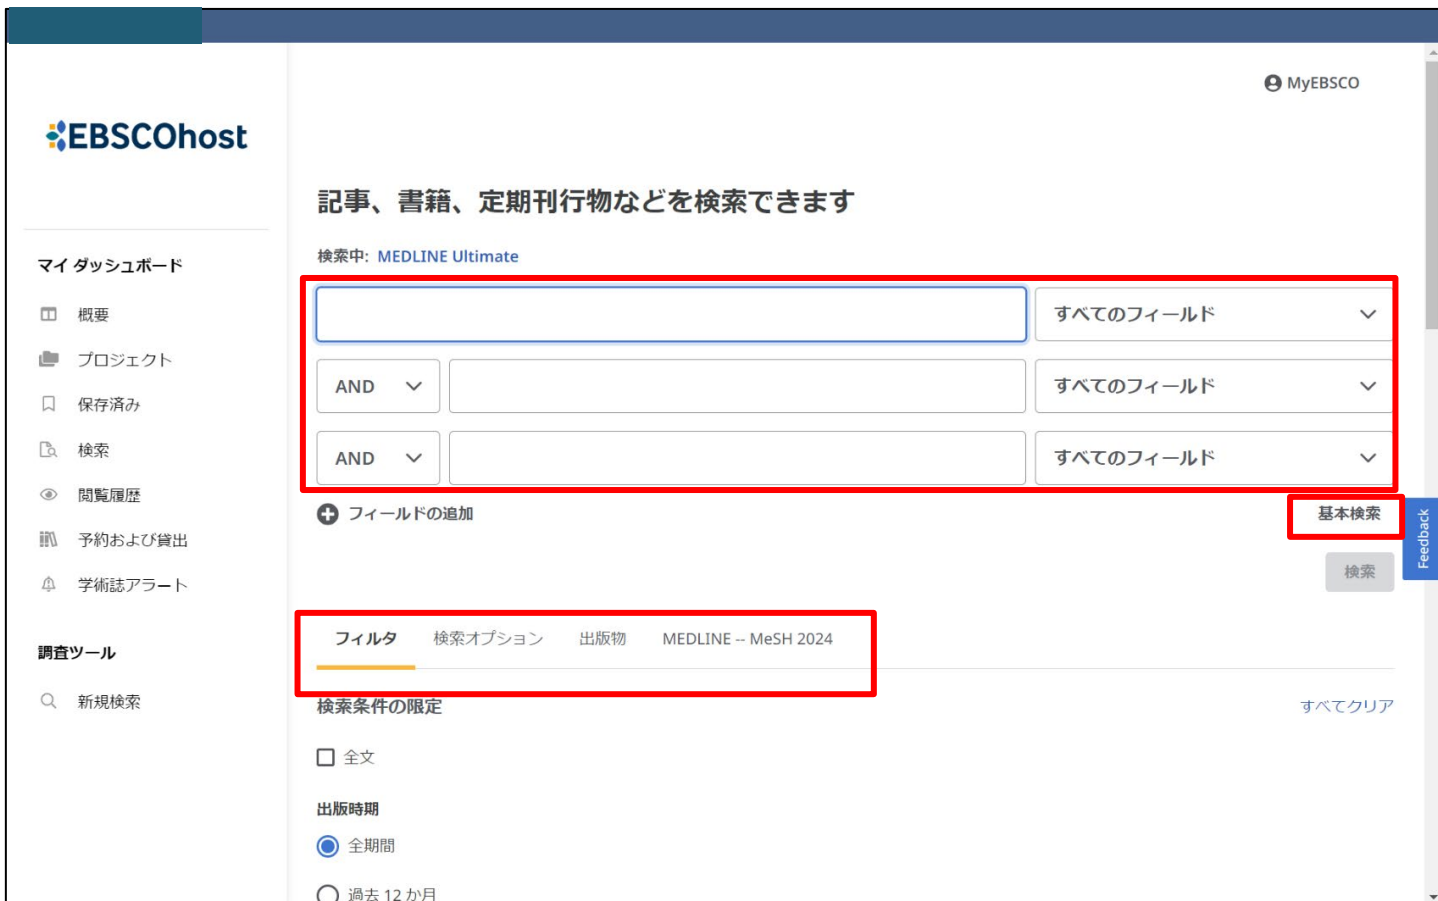 MyEBSCO
EBSCOhost
記事、書籍、定期刊行物などを検索できます
検索中: MEDLINE Ultimate
マイ ダッシュボード
概要
プロジェクト
保存済み
検索
閲覧履歴
予約および貸出
学術誌アラート
調査ツール
新規検索
すべてのフィールド
AND
すべてのフィールド
AND
すべてのフィールド
フィールドの追加
基本検索
Feedback
検索
フィルタ 検索オプション 出版物 MEDLINE -- MeSH 2024
検索条件の限定
すべてクリア
全文
出版時期
全期間
過去 12 か月